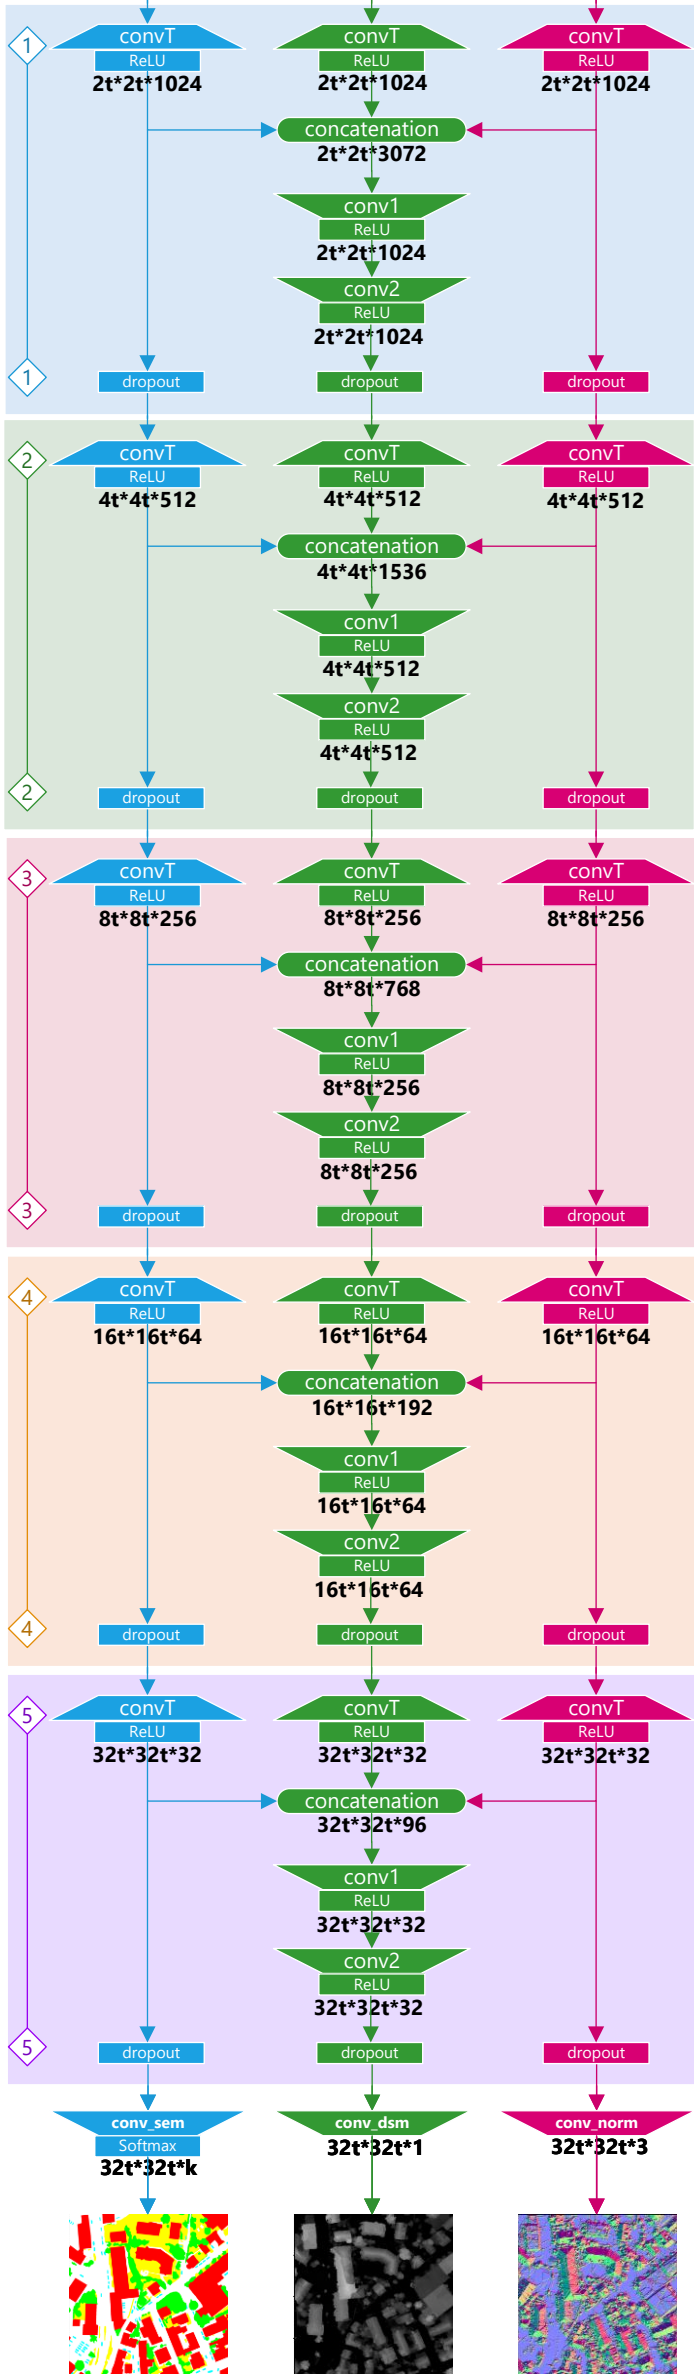 1 convT convT convT
ReLU ReLU ReLU
2t*2t*1024 2t*2t*1024 2t*2t*1024
concatenation
2t*2t*3072
conv1
ReLU
2t*2t*1024
conv2
ReLU
2t*2t*1024
1 dropout dropout dropout
2 convT convT convT
ReLU ReLU ReLU
4t*4t*512 4t*4t*512 4t*4t*512
concatenation
4t*4t*1536
conv1
ReLU
4t*4t*512
conv2
ReLU
4t*4t*512
2 dropout dropout dropout
3 convT convT convT
ReLU ReLU ReLU
8t*8t*256 8t*8t*256 8t*8t*256
concatenation
8t*8t*768
conv1
ReLU
8t*8t*256
conv2
ReLU
8t*8t*256
3 dropout dropout dropout
4 convT convT convT
ReLU ReLU ReLU
16t*16t*64 16t*16t*64 16t*16t*64
concatenation
16t*16t*192
conv1
ReLU
16t*16t*64
conv2
ReLU
16t*16t*64
4 dropout dropout dropout
5 convT convT convT
ReLU ReLU ReLU
32t*32t*32 32t*32t*32 32t*32t*32
concatenation
32t*32t*96
conv1
ReLU
32t*32t*32
conv2
ReLU
32t*32t*32
5 dropout dropout dropout
conv_sem conv_dsm conv_norm
Softmax 32t*32t*1 32t*32t*3
32t*32t*k